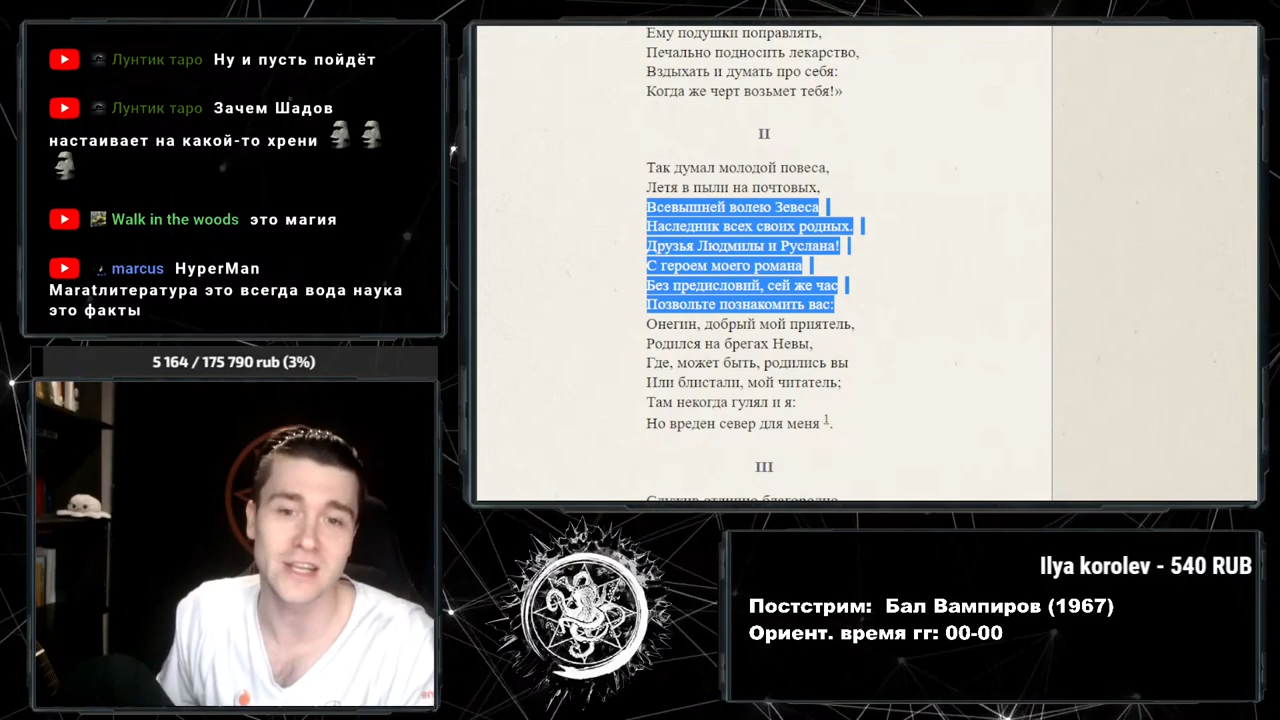 Лунтик таро Ну и пусть пойдёт
Лунтик таро Зачем Шадов
настаивает на какой-то хрени
Walk in the woods это магия
marcus HyperMan
Maratлитература это всегда вода наука
это факты
5 164 / 175 790 rub (3%)
Ему подушки поправлять,
Печально подносить лекарство,
Вздыхать и думать про себя:
Когда же черт возьмет тебя!»
II
Так думал молодой повеса,
Летя в пыли на почтовых,
Всевышней волею Зевеса
Наследник всех своих родных.
Друзья Людмилы и Руслана!
С героем моего романа
Без предисловий, сей же час
Позвольте познакомить вас:
Онегин, добрый мой приятель,
Родился на брегах Невы,
Где, может быть, родились вы
Или блистали, мой читатель;
Там некогда гулял и я:
Но вреден север для меня 1.
III
Служив отлично благородно,
Ilya korolev - 540 RUB
Постстрим: Бал Вампиров (1967)
Ориент. время гг: 00-00